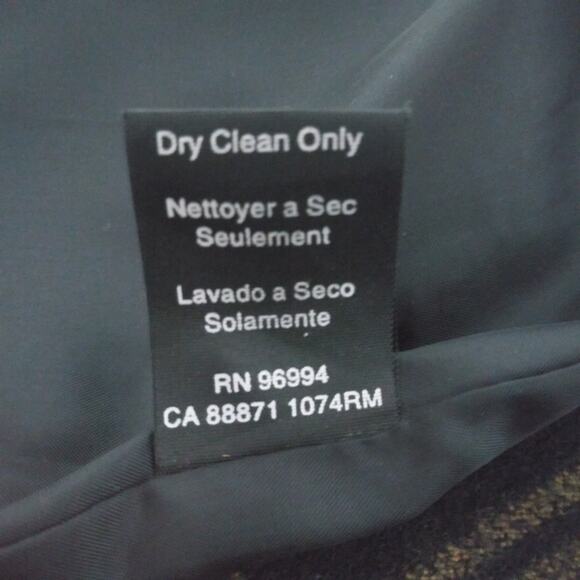 Dry Clean Only
Nettoyer a Sec
Seulement
Lavado a Seco
Solamente
RN 96994
CA 88871 1074RM